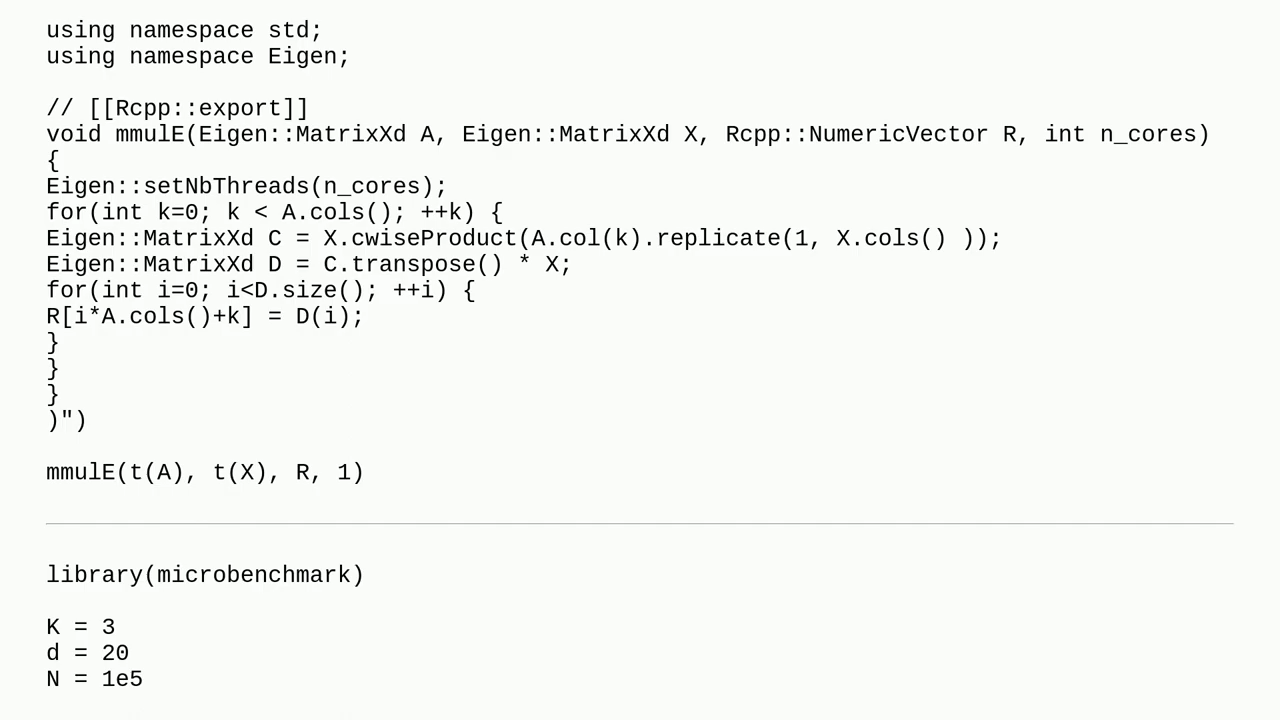 using namespace std;
using namespace Eigen;
// [[Rcpp::export]]
void mmulE(Eigen::MatrixXd A, Eigen::MatrixXd X, Rcpp::NumericVector R, int n_cores)
{
Eigen::setNbThreads(n_cores);
for(int k=0; k < A.cols(); ++k) {
Eigen::MatrixXd C = X.cwiseProduct(A.col(k).replicate(1, X.cols() ));
Eigen::MatrixXd D = C.transpose() * X;
for(int i=0; i<D.size(); ++i) {
R[i*A.cols()+k] = D(i);
}
}
}
)")
mmulE(t(A), t(X), R, 1)
library(microbenchmark)
K = 3
d = 20
N = 1e5